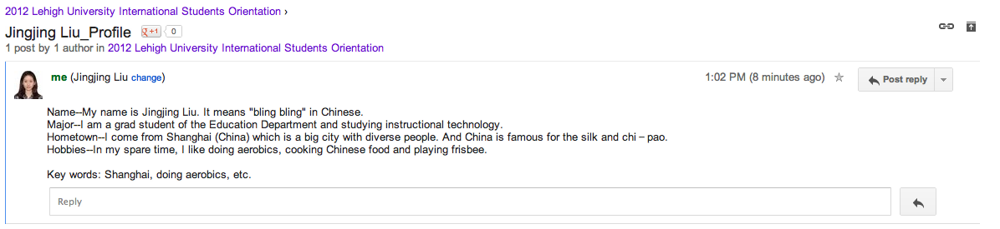 2012 Lehigh University International Students Orientation ›
Jingjing Liu_Profile g +1 0
1 post by 1 author in 2012 Lehigh University International Students Orientation
me (Jingjing Liu change) 1:02 PM (8 minutes ago) Post reply
Name--My name is Jingjing Liu. It means "bling bling" in Chinese.
Major--I am a grad student of the Education Department and studying instructional technology.
Hometown--I come from Shanghai (China) which is a big city with diverse people. And China is famous for the silk and chi – pao.
Hobbies--In my spare time, I like doing aerobics, cooking Chinese food and playing frisbee.
Key words: Shanghai, doing aerobics, etc.
Reply